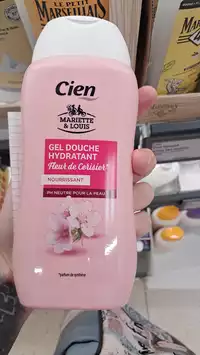 LE PETIT
MARSEILLAIS
Cien
MARIETTE
& LOUIS
GEL DOUCHE
HYDRATANT
Fleur de Cerisier*
NOURRISSANT
PH NEUTRE POUR LA PEAU